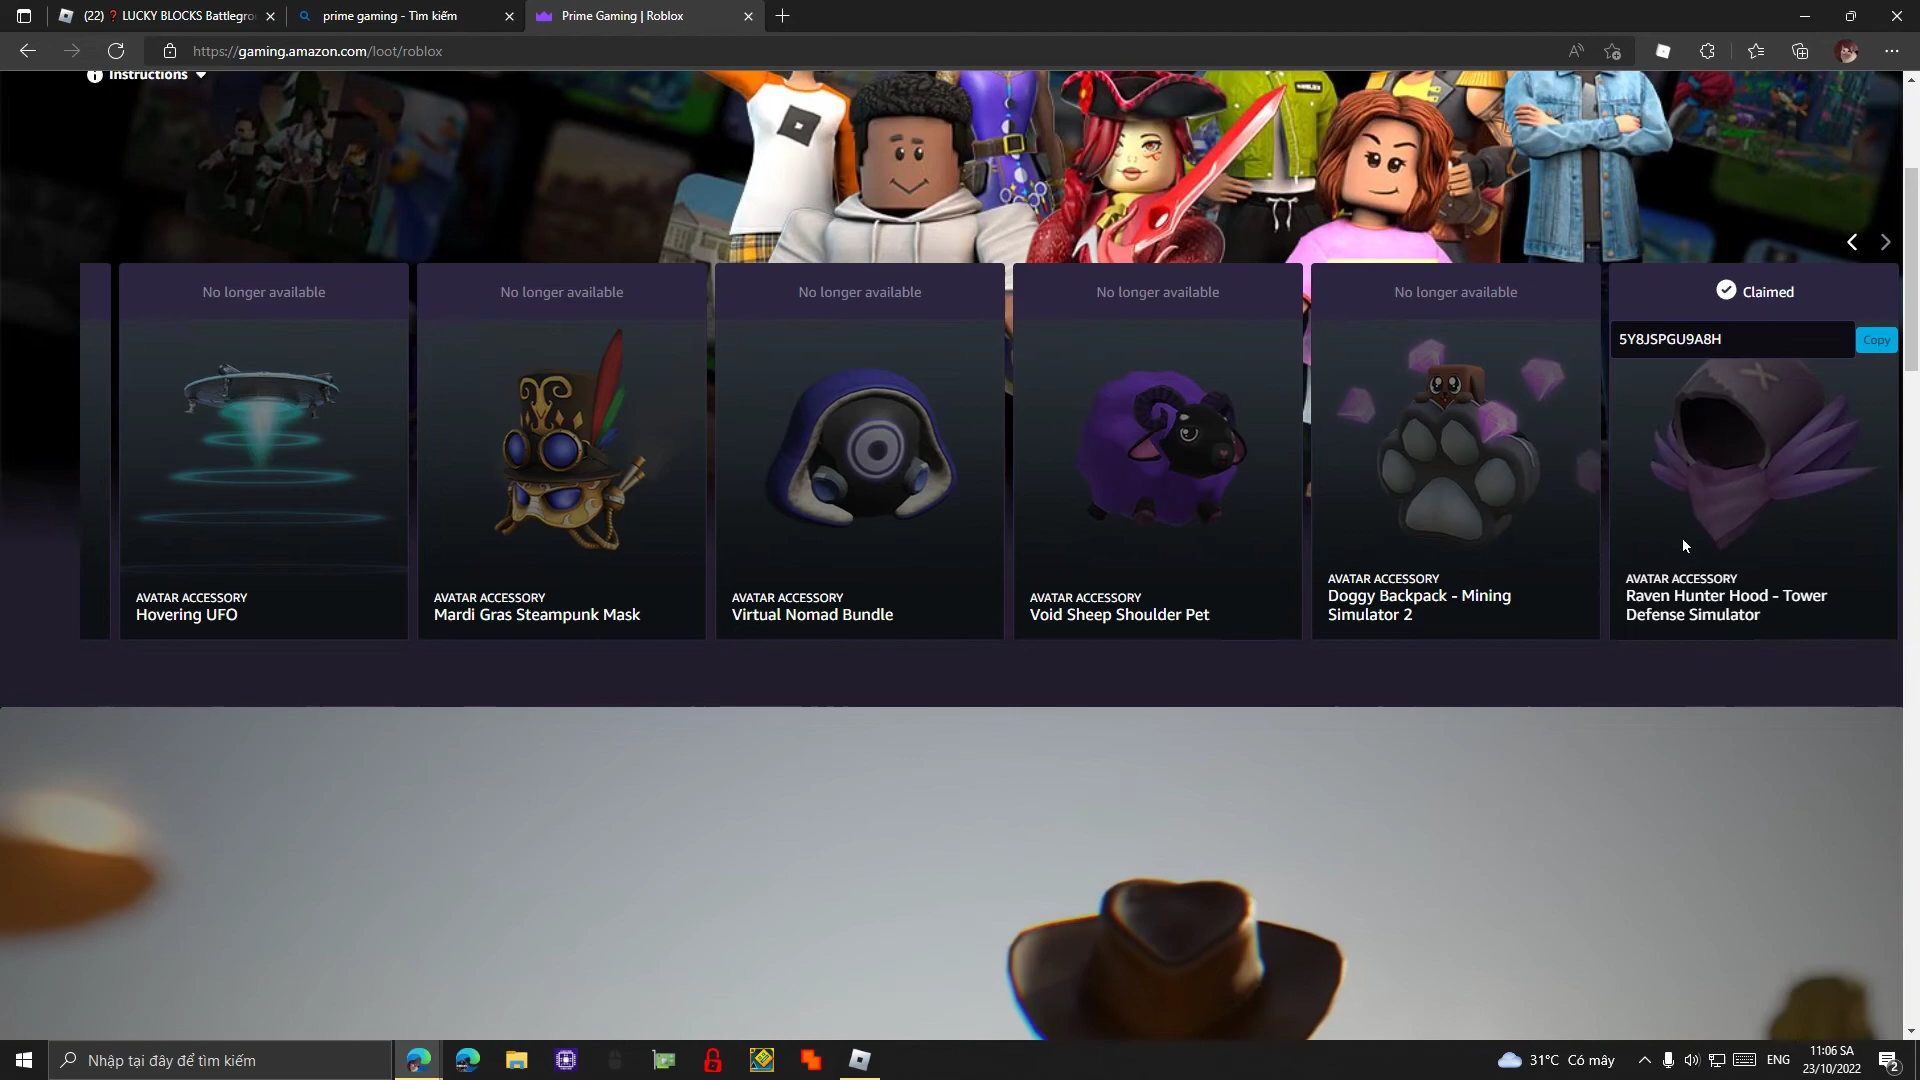 (22) ❓ LUCKY BLOCKS Battlegro
prime gaming - Tìm kiếm
Prime Gaming | Roblox
https://gaming.amazon.com/loot/roblox
Instructions
No longer available
No longer available
No longer available
No longer available
No longer available
Claimed
5Y8JSPGU9A8H
Copy
AVATAR ACCESSORY
Hovering UFO
AVATAR ACCESSORY
Mardi Gras Steampunk Mask
AVATAR ACCESSORY
Virtual Nomad Bundle
AVATAR ACCESSORY
Void Sheep Shoulder Pet
AVATAR ACCESSORY
Doggy Backpack - Mining
Simulator 2
AVATAR ACCESSORY
Raven Hunter Hood - Tower
Defense Simulator
Nhập tại đây để tìm kiếm
31°C Có mây
ENG
11:06 SA
23/10/2022
2